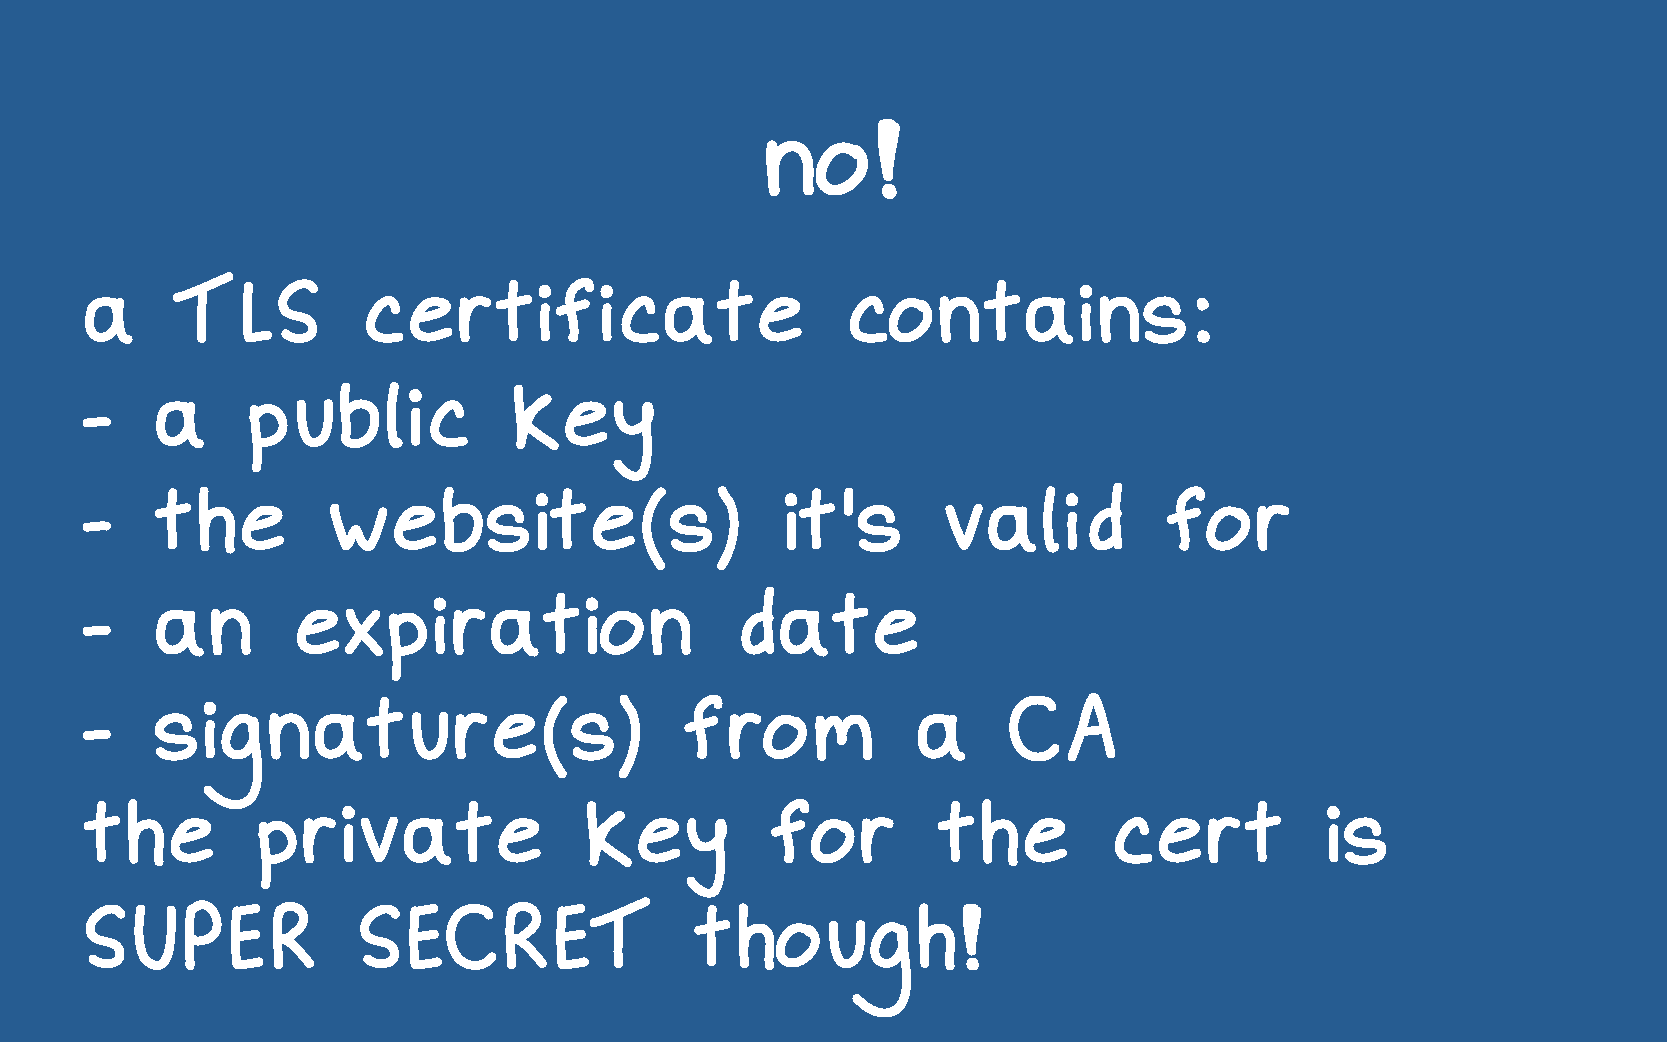 no!
a TLS certificate contains:
- a public key
- the website(s) it's valid for
- an expiration date
- signature(s) from a CA
the private key for the cert is
SUPER SECRET though!